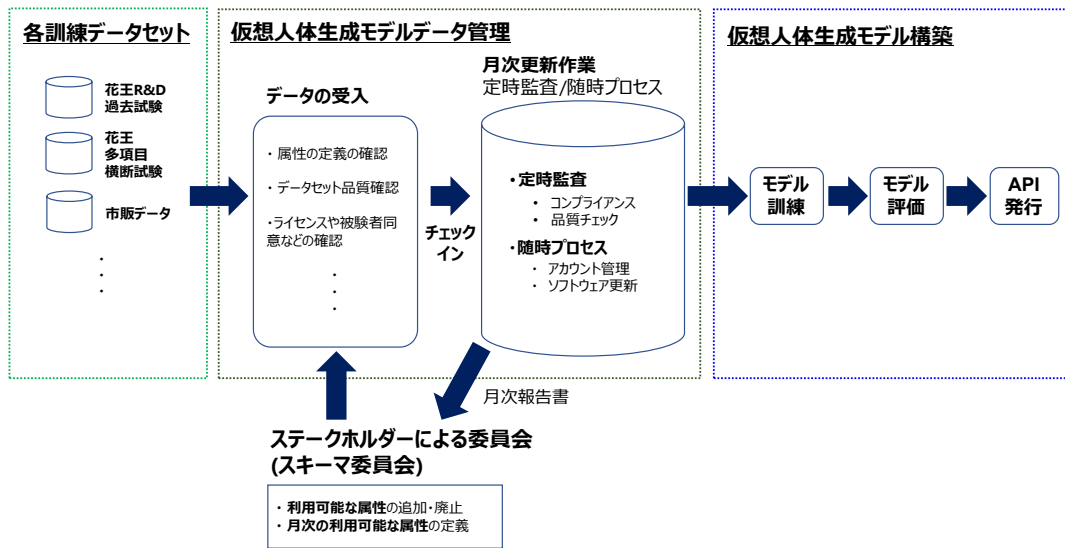 各訓練データセット
花王R&D
過去試験
花王
多項目
横断試験
市販データ
・
・
・
仮想人体生成モデルデータ管理
データの受入
・属性の定義の確認
・データセット品質確認
・ライセンスや被験者同
意などの確認
・
・
・
チェック
イン
月次更新作業
定時監査/随時プロセス
・定時監査
• コンプライアンス
• 品質チェック
・随時プロセス
・ アカウント管理
・ ソフトウェア更新
月次報告書
ステークホルダーによる委員会
(スキーマ委員会)
・利用可能な属性の追加・廃止
・月次の利用可能な属性の定義
仮想人体生成モデル構築
モデル
訓練
モデル
評価
API
発行